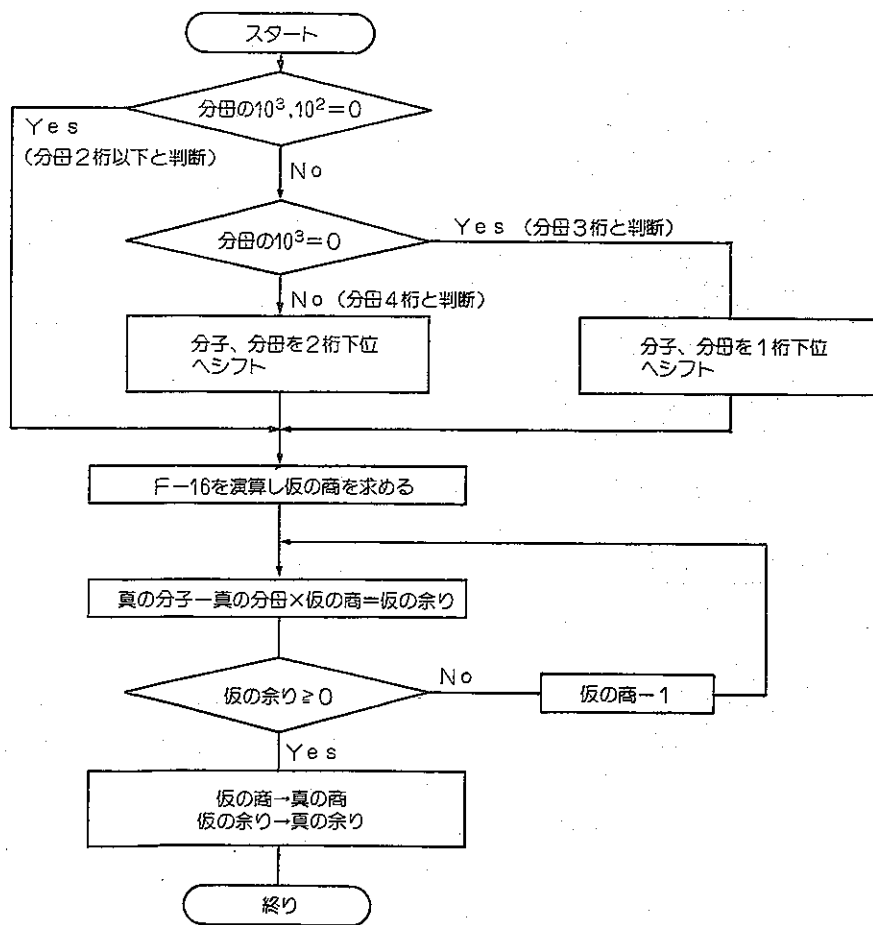 スタート
分母の10³.10²=0
Yes
(分母2桁以下と判断)
No
分母の10³=0
Yes (分母3桁と判断)
No (分母4桁と判断)
分子、分母を2桁下位
へシフト
分子、分母を1桁下位
へシフト
F-16を演算し仮の商を求める
真の分子-真の分母×仮の商=仮の余り
仮の余り≧0
No
仮の商-1
Yes
仮の商→真の商
仮の余り→真の余り
終り